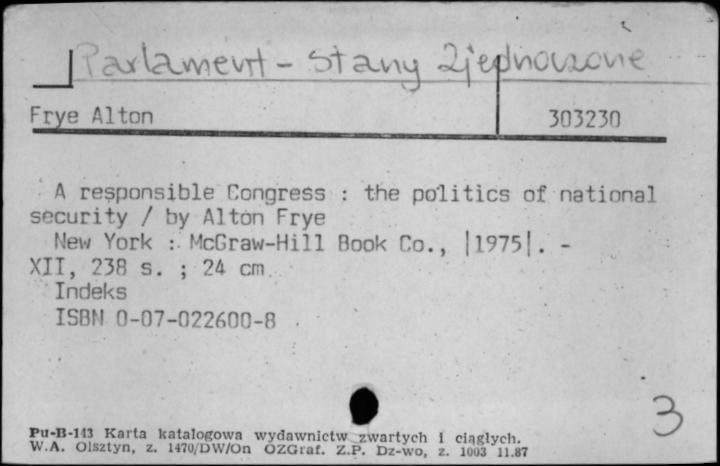 Parlament - Stany Zjednoczone
Frye Alton 303230
A responsible Congress : the politics of national
security / by Alton Frye
New York : McGraw-Hill Book Co., |1975|. -
XII, 238 s. ; 24 cm.
Indeks
ISBN 0-07-022600-8
3
Pu-B-143 Karta katalogowa wydawnictw zwartych i ciągłych.
W.A. Olsztyn, z. 1470/DW/On OZGraf. Z.P. Dz-wo, z. 1003 11.87